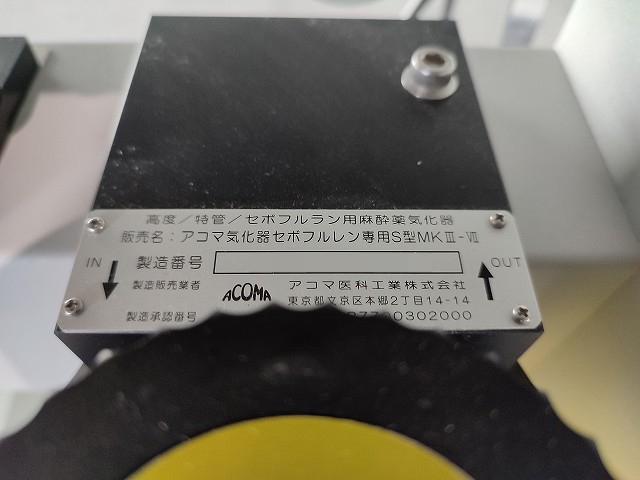 高度／特管／セボフルラン用麻酔薬気化器
販売名：アコマ気化器セボフルレン専用S型MKⅢ-Ⅶ
IN
OUT
製造番号
製造販売業者 ACOMA アコマ医科工業株式会社
東京都文京区本郷2丁目14-14
製造承認番号 00302000